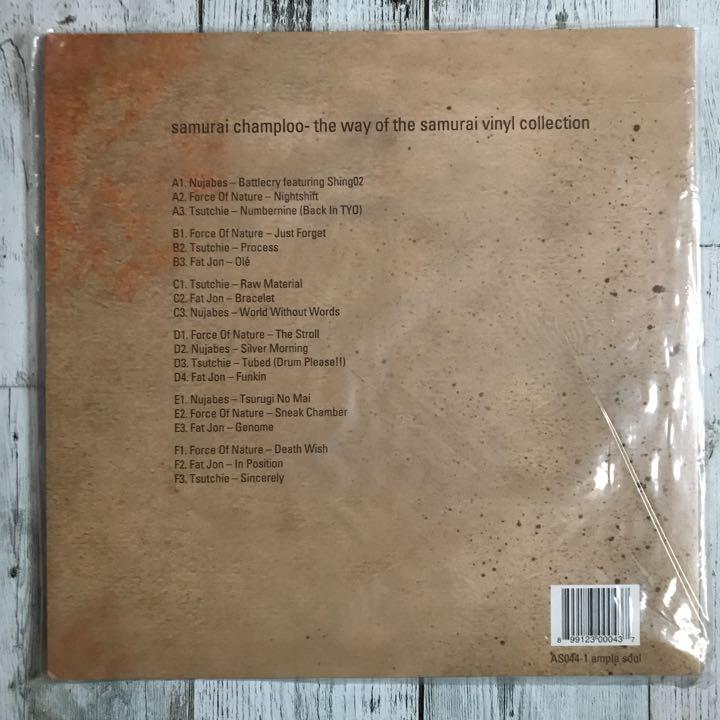 samurai champloo- the way of the samurai vinyl collection
A1. Nujabes – Battlecry featuring Shing02
A2. Force Of Nature – Nightshift
A3. Tsutchie – Numbernine (Back In TYO)
B1. Force Of Nature – Just Forget
B2. Tsutchie – Process
B3. Fat Jon – Olé
C1. Tsutchie – Raw Material
C2. Fat Jon – Bracelet
C3. Nujabes – World Without Words
D1. Force Of Nature – The Stroll
D2. Nujabes – Silver Morning
D3. Tsutchie – Tubed (Drum Please!!)
D4. Fat Jon – Funkin
E1. Nujabes – Tsurugi No Mai
E2. Force Of Nature – Sneak Chamber
E3. Fat Jon – Genome
F1. Force Of Nature – Death Wish
F2. Fat Jon – In Position
F3. Tsutchie – Sincerely
8 99123 00043 7
AS044-1 ample soul